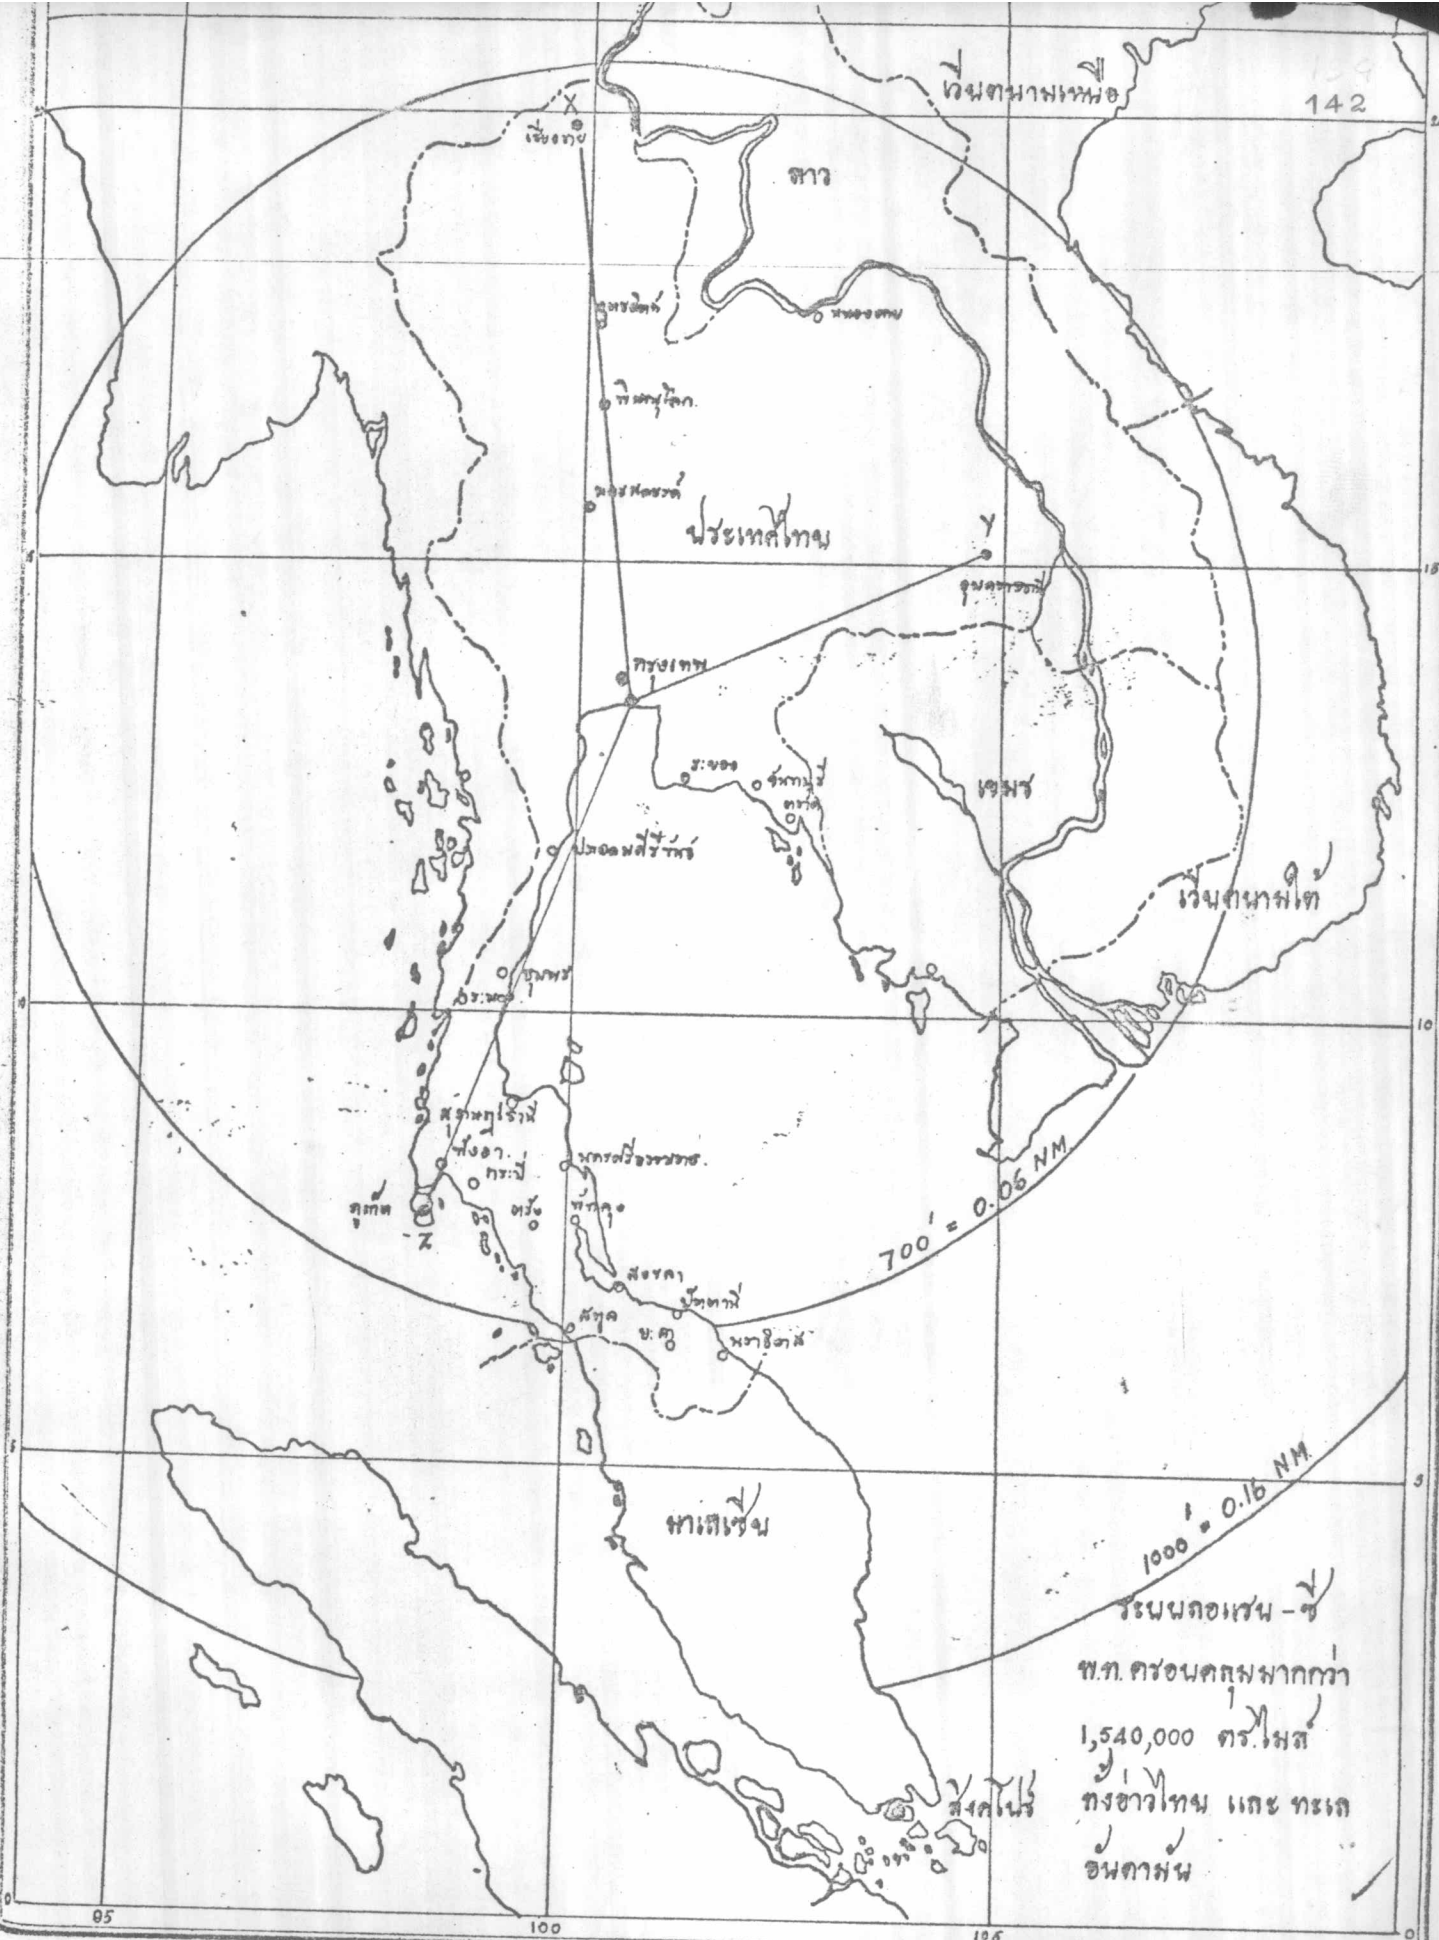 เวียตนามเหนือ
142
X
เชียงราย
ลาว
อุตรดิตถ์
หนองคาย
พิษณุโลก.
นครสวรรค์
ประเทศไทย
Y
15
15
อุบลราชธานี
กรุงเทพ
ระยอง
จันทบุรี
ตราด
เขมร
ประจวบคีรีขันธ์
เวียตนามใต้
ชุมพร
ระนอง
10
10
สุราษฎร์ธานี
พังงา.
นครศรีธรรมราช.
กระบี่
ภูเก็ต
ตรัง
พัทลุง
Z
700' = 0.06 NM.
สงขลา
ปัตตานี
สตูล
ย.ลา
นราธิวาส
5
5
มาเลเซีย
1000' = 0.16 NM.
ระบบลอแรน-ซี
พ.ท. ครอบคลุมมากกว่า
1,540,000 ตร.ไมล์
สิงคโปร์
ทั้งอ่าวไทย และ ทะเล
อันดามัน
0
0
95
100
105